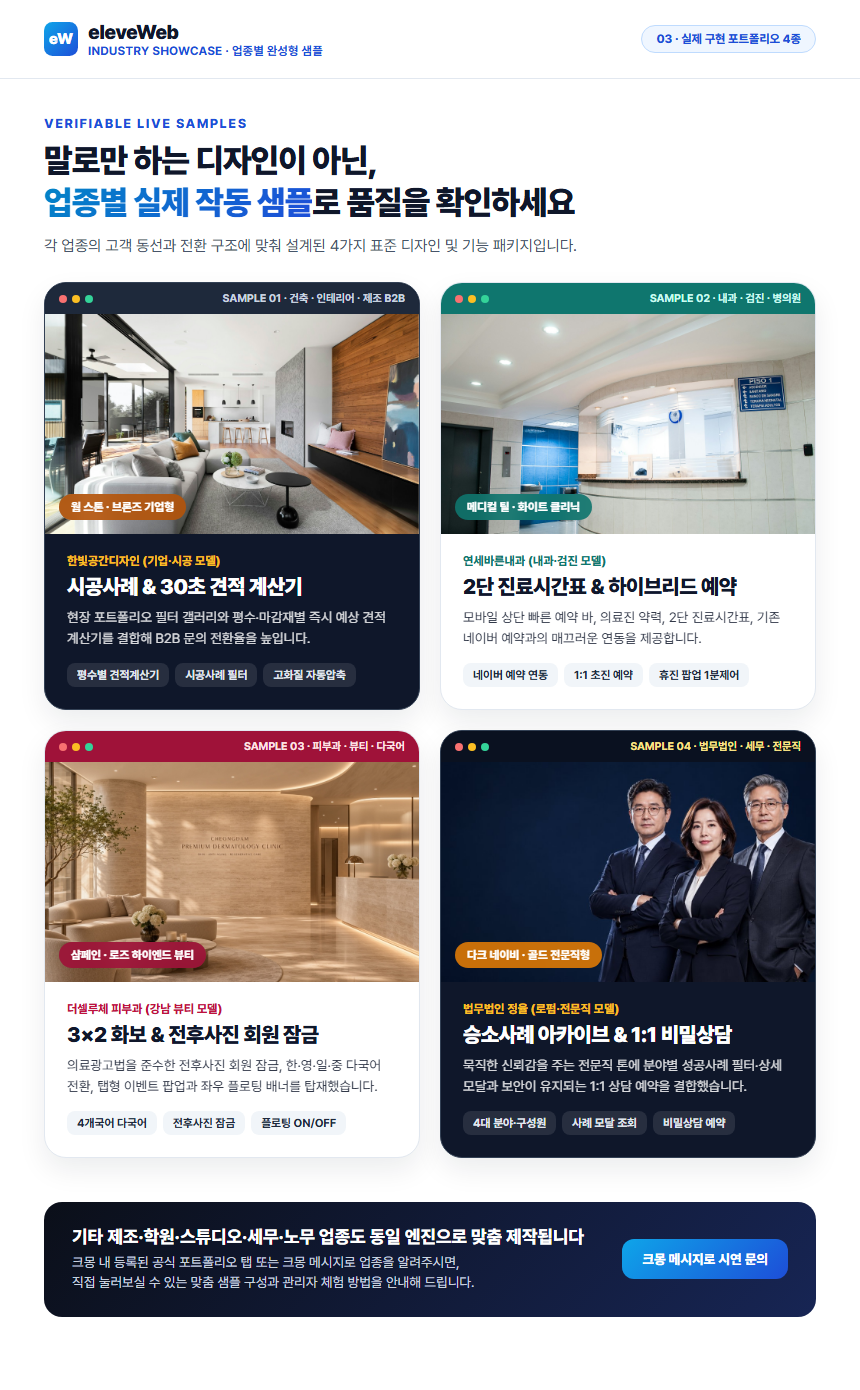 eW
eleveWeb
INDUSTRY SHOWCASE · 업종별 완성형 샘플
03 · 실제 구현 포트폴리오 4종
VERIFIABLE LIVE SAMPLES
말로만 하는 디자인이 아닌,
업종별 실제 작동 샘플로 품질을 확인하세요
각 업종의 고객 동선과 전환 구조에 맞춰 설계된 4가지 표준 디자인 및 기능 패키지입니다.
SAMPLE 01 · 건축 · 인테리어 · 제조 B2B
웜 스톤 · 브론즈 기업형
한빛공간디자인 (기업·시공 모델)
시공사례 & 30초 견적 계산기
현장 포트폴리오 필터 갤러리와 평수·마감재별 즉시 예상 견적
계산기를 결합해 B2B 문의 전환율을 높입니다.
평수별 견적계산기
시공사례 필터
고화질 자동압축
SAMPLE 02 · 내과 · 검진 · 병의원
PISO 1
메디컬 틸 · 화이트 클리닉
연세바른내과 (내과·검진 모델)
2단 진료시간표 & 하이브리드 예약
모바일 상단 빠른 예약 바, 의료진 약력, 2단 진료시간표, 기존
네이버 예약과의 매끄러운 연동을 제공합니다.
네이버 예약 연동
1:1 초진 예약
휴진 팝업 1분제어
SAMPLE 03 · 피부과 · 뷰티 · 다국어
CHEONGDAM
PREMIUM DERMATOLOGY CLINIC
샴페인 · 로즈 하이엔드 뷰티
더셀루체 피부과 (강남 뷰티 모델)
3×2 화보 & 전후사진 회원 잠금
의료광고법을 준수한 전후사진 회원 잠금, 한·영·일·중 다국어
전환, 탭형 이벤트 팝업과 좌우 플로팅 배너를 탑재했습니다.
4개국어 다국어
전후사진 잠금
플로팅 ON/OFF
SAMPLE 04 · 법무법인 · 세무 · 전문직
다크 네이비 · 골드 전문직형
법무법인 정율 (로펌·전문직 모델)
승소사례 아카이브 & 1:1 비밀상담
묵직한 신뢰감을 주는 전문직 톤에 분야별 성공사례 필터·상세
모달과 보안이 유지되는 1:1 상담 예약을 결합했습니다.
4대 분야·구성원
사례 모달 조회
비밀상담 예약
기타 제조·학원·스튜디오·세무·노무 업종도 동일 엔진으로 맞춤 제작됩니다
크몽 내 등록된 공식 포트폴리오 탭 또는 크몽 메시지로 업종을 알려주시면,
직접 눌러보실 수 있는 맞춤 샘플 구성과 관리자 체험 방법을 안내해 드립니다.
크몽 메시지로 시연 문의